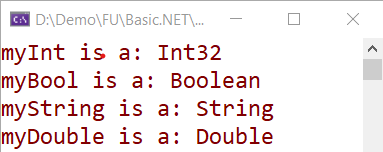 D:\Demo\FU\Basic.NET\...
myInt is a: Int32
myBool is a: Boolean
myString is a: String
myDouble is a: Double